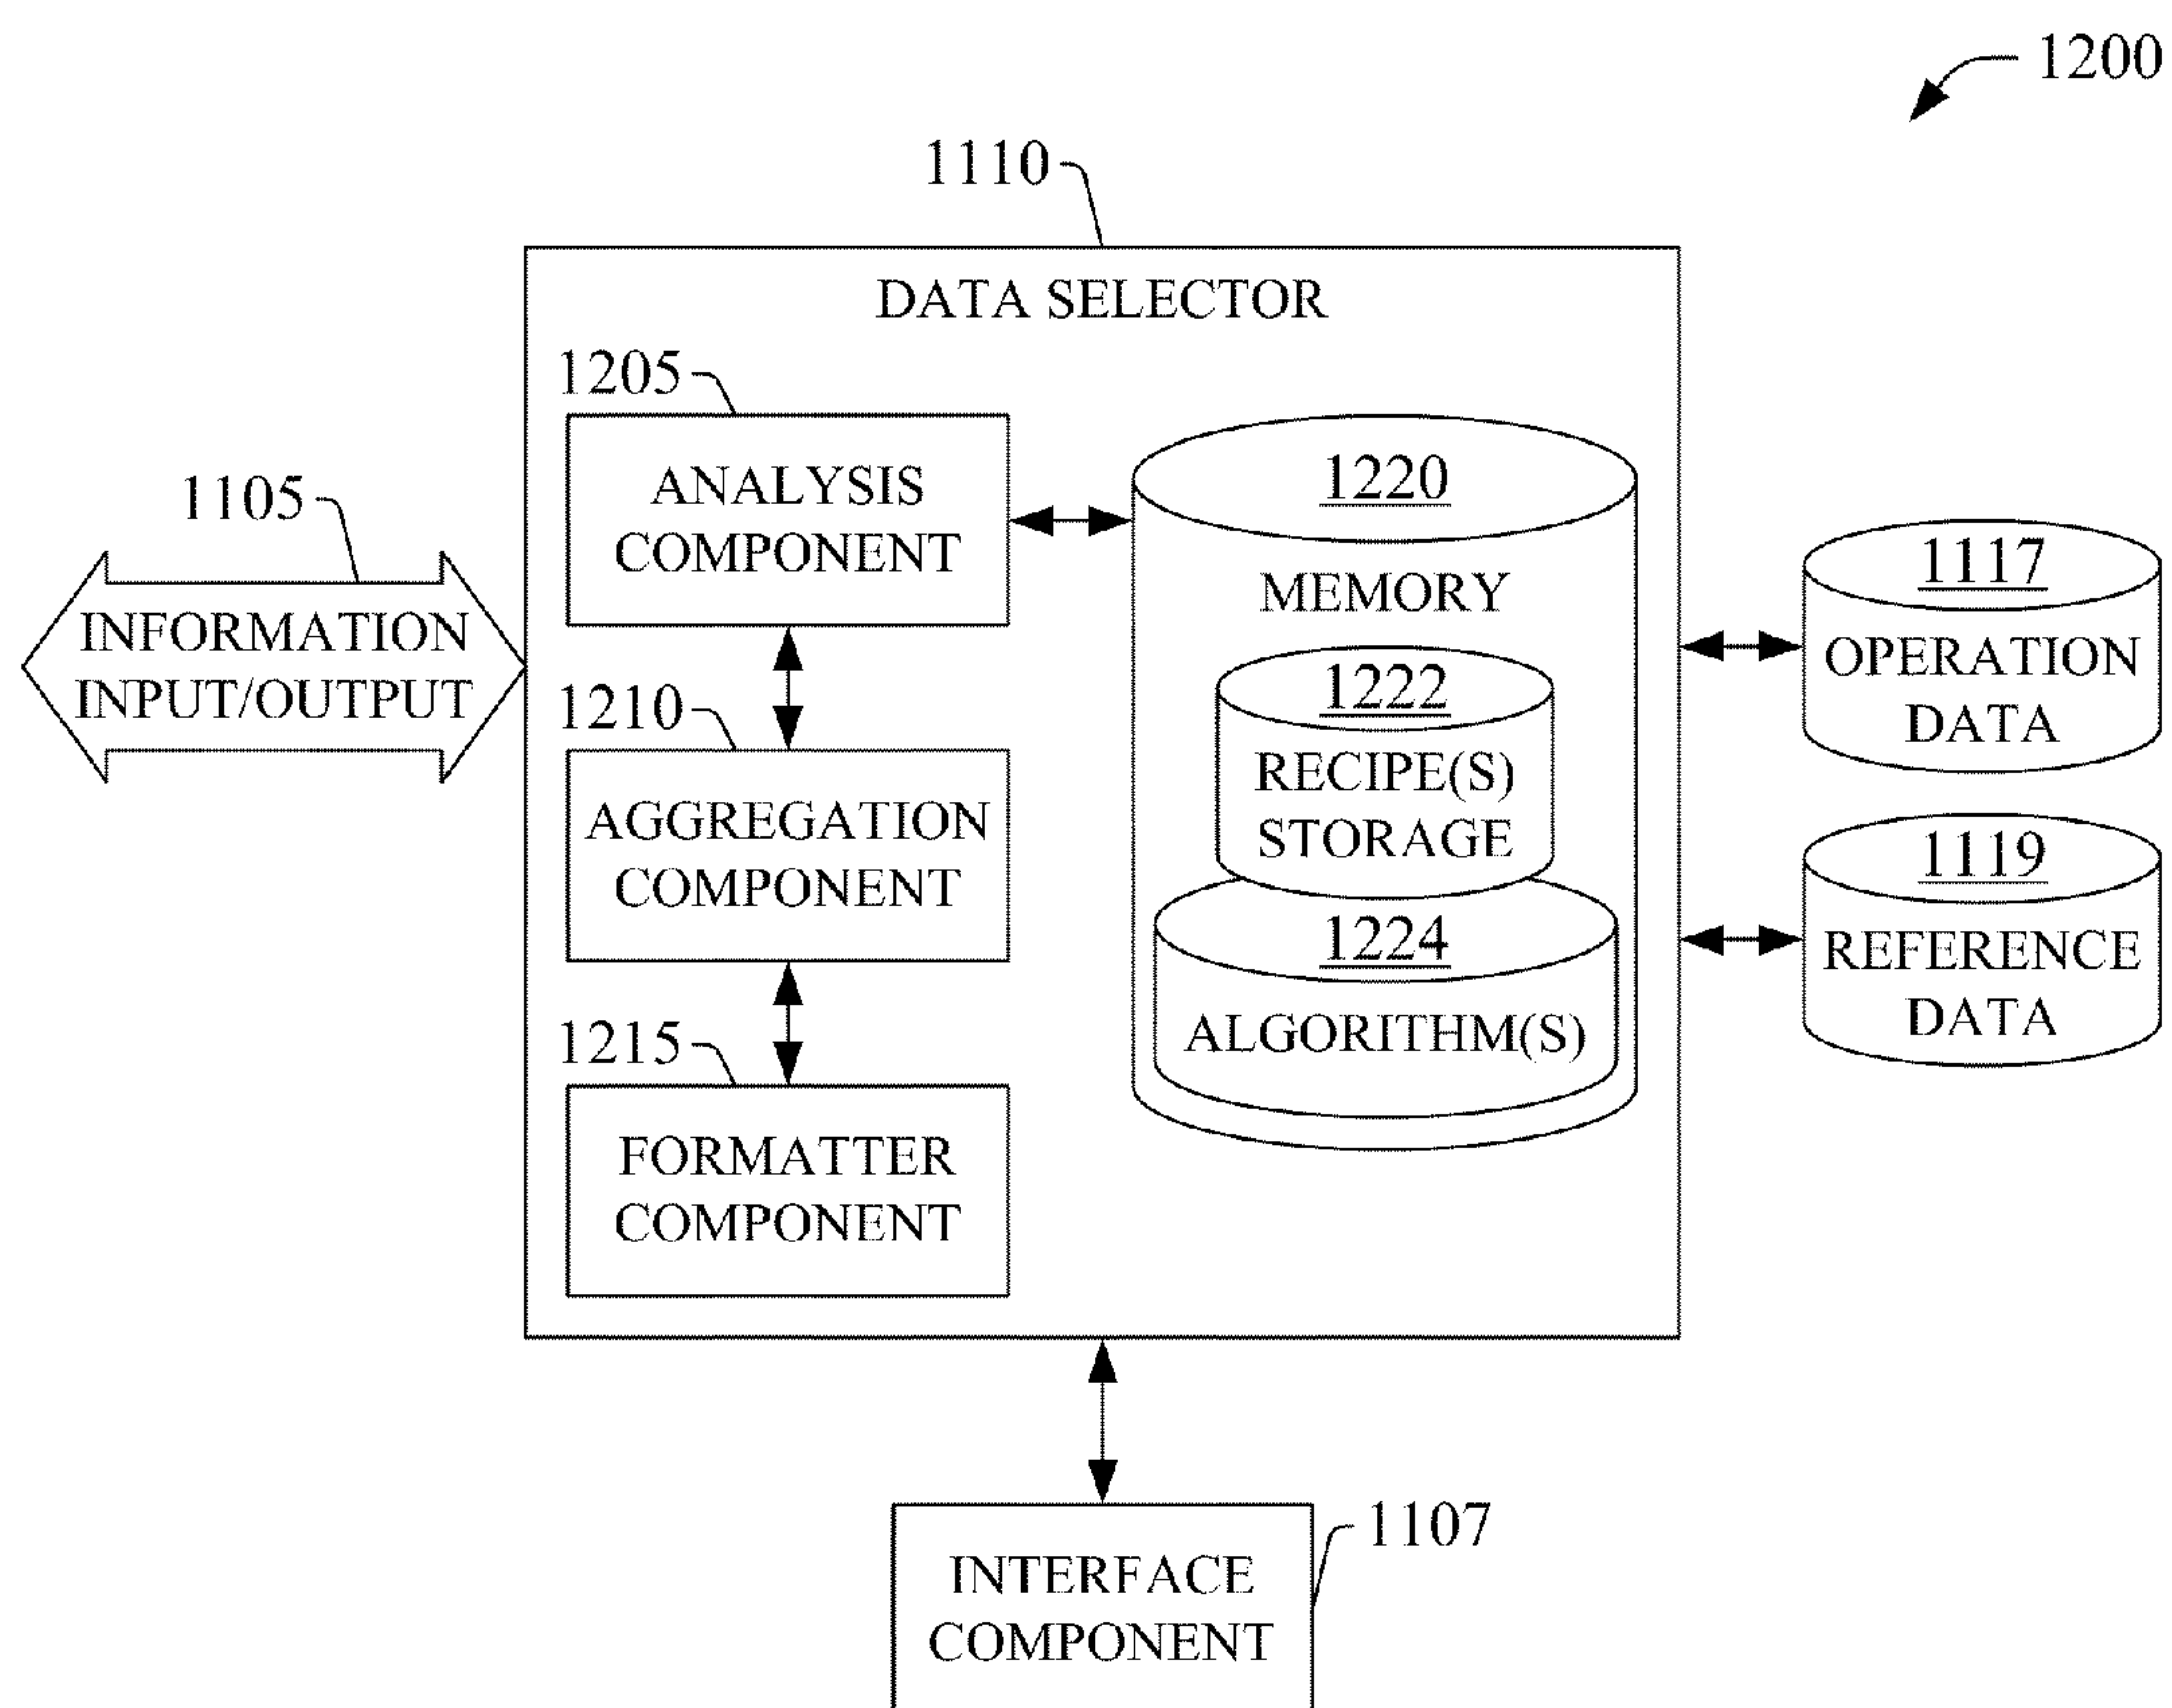 1200
1110
DATA SELECTOR
1205
ANALYSIS
COMPONENT
1220
MEMORY
1105
INFORMATION
INPUT/OUTPUT
1210
AGGREGATION
COMPONENT
1222
RECIPE(S)
STORAGE
1117
OPERATION
DATA
1119
REFERENCE
DATA
1224
ALGORITHM(S)
1215
FORMATTER
COMPONENT
1107
INTERFACE
COMPONENT